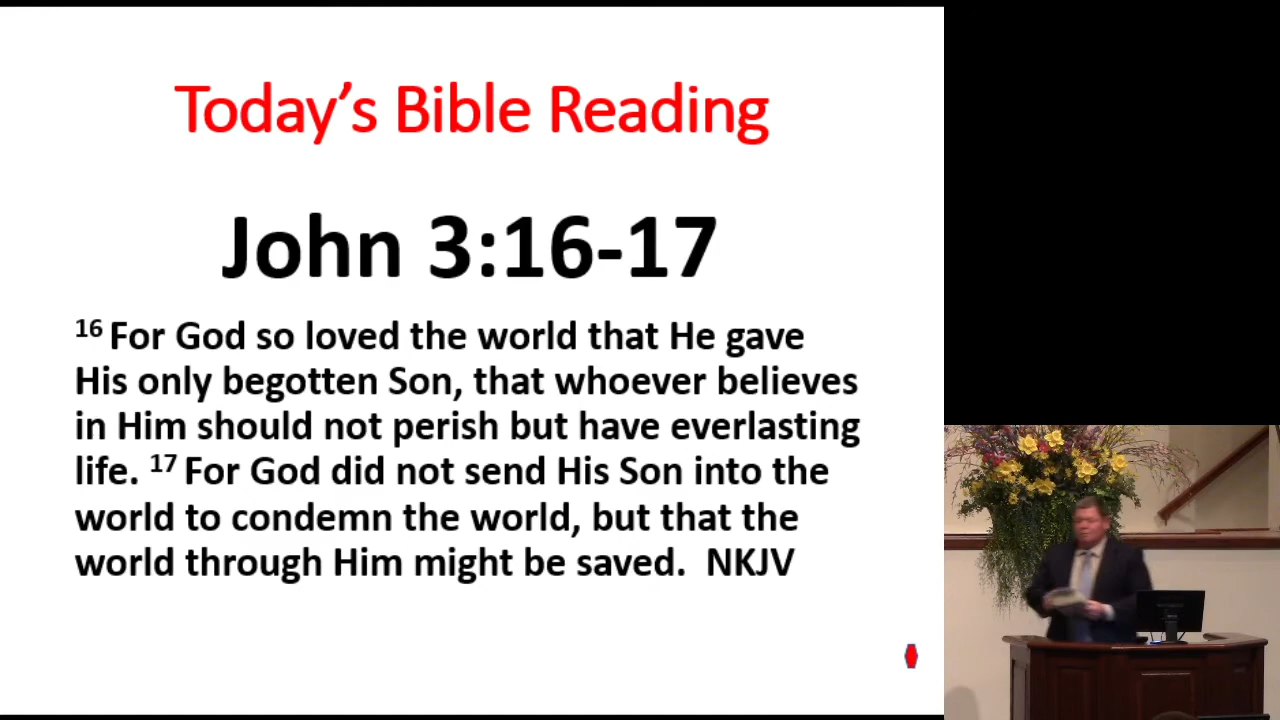 Today’s Bible Reading
John 3:16-17
16 For God so loved the world that He gave
His only begotten Son, that whoever believes
in Him should not perish but have everlasting
life. 17 For God did not send His Son into the
world to condemn the world, but that the
world through Him might be saved.  NKJV